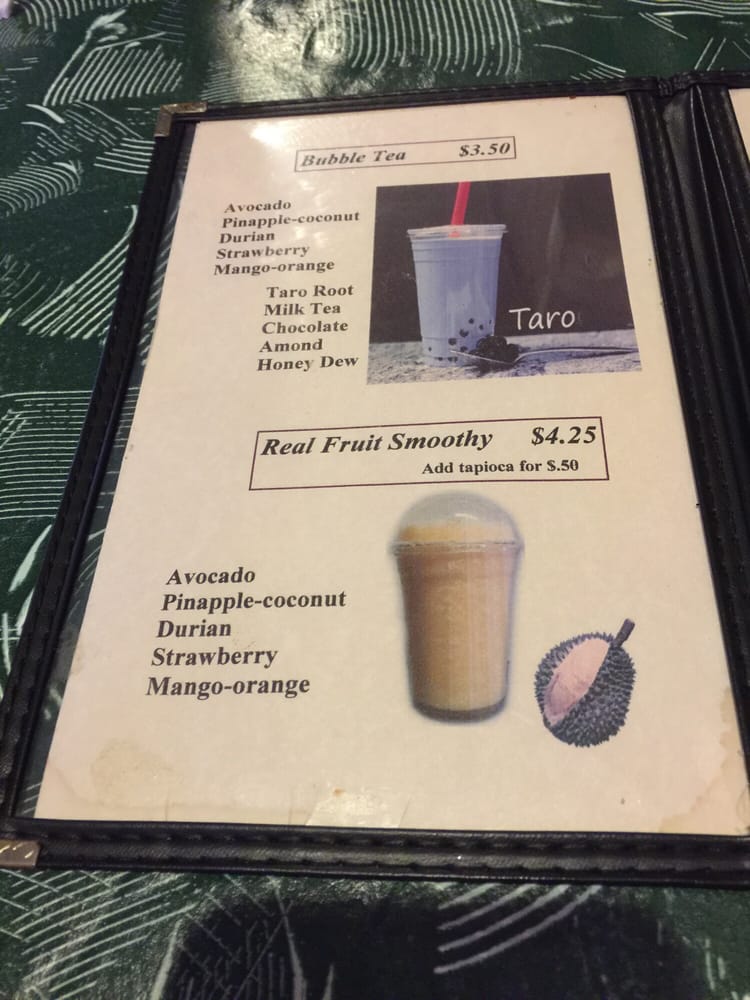 Bubble Tea $3.50
Avocado
Pinapple-coconut
Durian
Strawberry
Mango-orange
Taro Root
Milk Tea
Chocolate
Amond
Honey Dew
Taro
Real Fruit Smoothy $4.25
Add tapioca for $.50
Avocado
Pinapple-coconut
Durian
Strawberry
Mango-orange